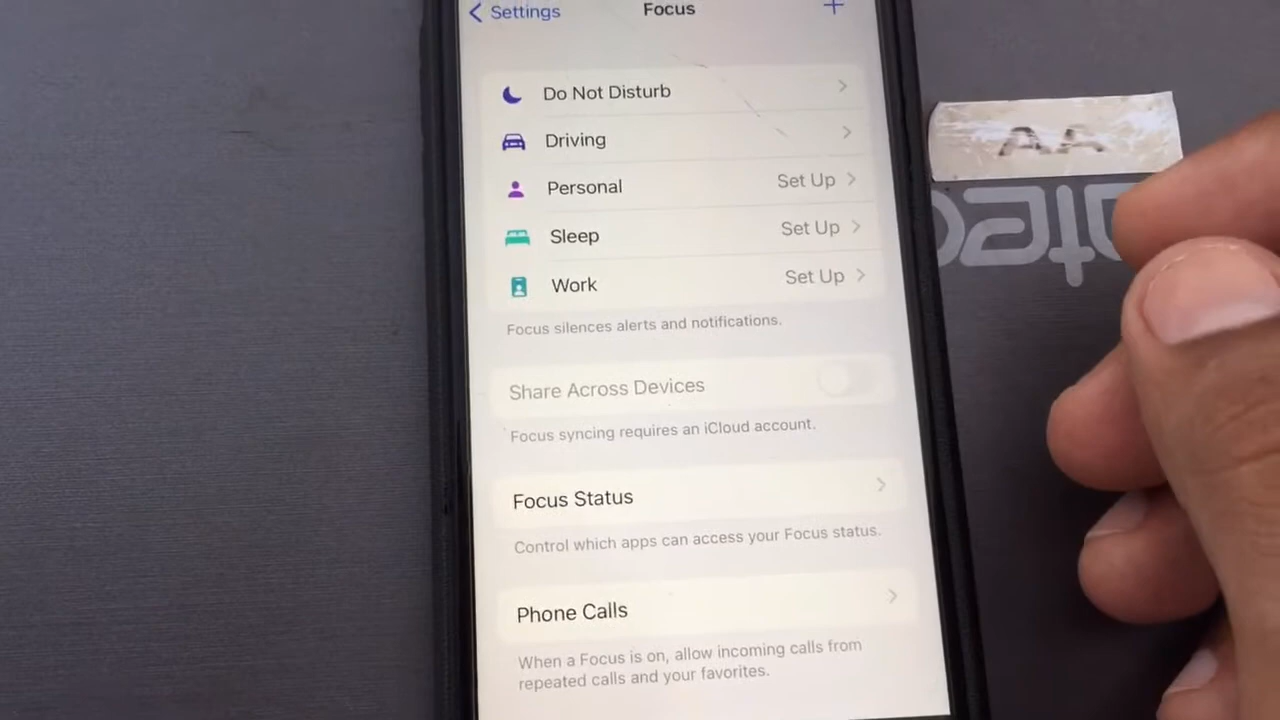 Settings
Focus
+
Do Not Disturb
Driving
Personal
Set Up
Sleep
Set Up
Work
Set Up
Focus silences alerts and notifications.
Share Across Devices
Focus syncing requires an iCloud account.
Focus Status
Control which apps can access your Focus status.
Phone Calls
When a Focus is on, allow incoming calls from
repeated calls and your favorites.